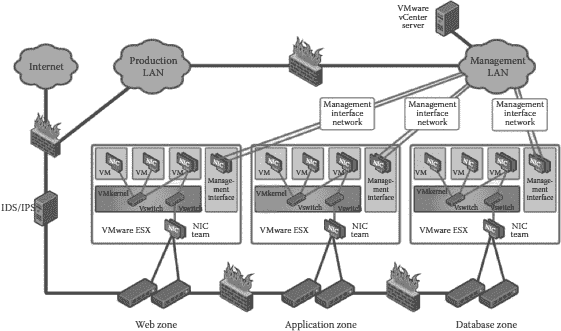 VMware
vCenter
server
Internet
Production
LAN
Management
LAN
Management
interface
network
Management
interface
network
Management
interface
network
IDS/IPS
NIC
NIC
NIC
NIC
VM
VM
VM
Manage-
ment
interface
VMkernel
Vswitch
Vswitch
VMware ESX
NIC
NIC
team
NIC
NIC
NIC
NIC
VM
VM
VM
Manage-
ment
interface
VMkernel
Vswitch
Vswitch
VMware ESX
NIC
NIC
team
NIC
NIC
NIC
NIC
VM
VM
VM
Manage-
ment
interface
VMkernel
Vswitch
Vswitch
VMware ESX
NIC
NIC
team
Web zone
Application zone
Database zone